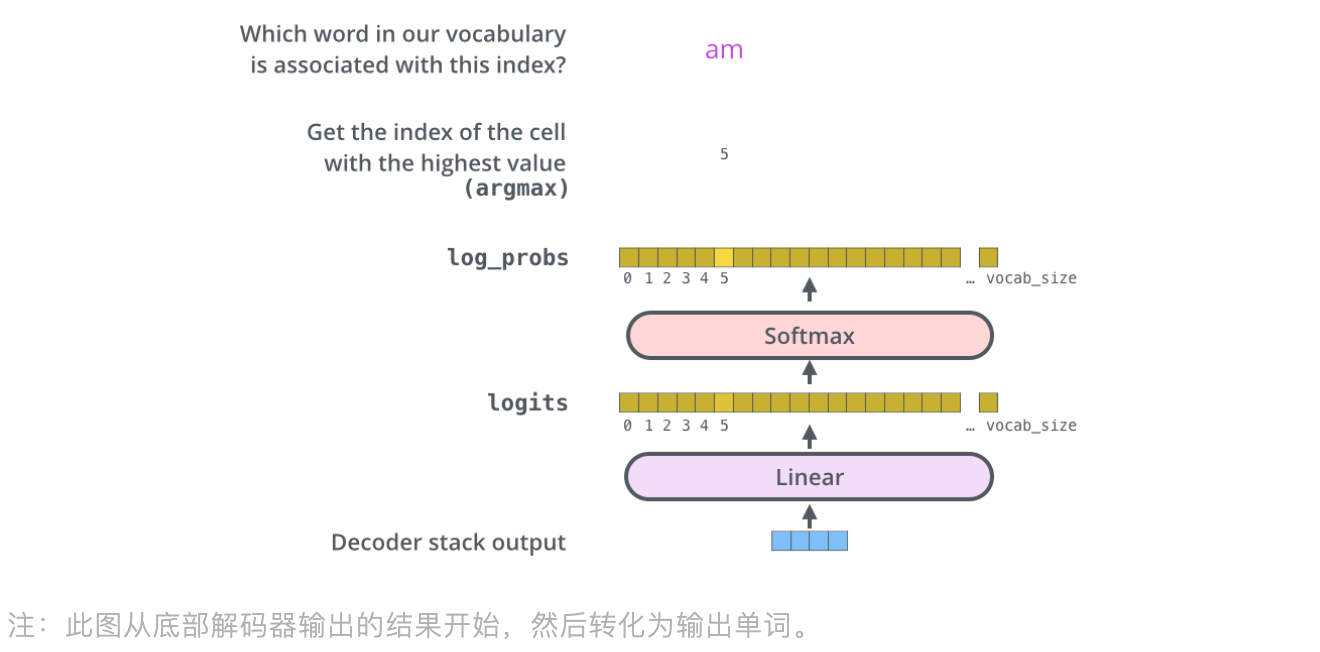 Which word in our vocabulary
is associated with this index?
am
Get the index of the cell
with the highest value
(argmax)
5
log_probs
0 1 2 3 4 5 … vocab_size
Softmax
logits
0 1 2 3 4 5 … vocab_size
Linear
Decoder stack output
注：此图从底部解码器输出的结果开始，然后转化为输出单词。